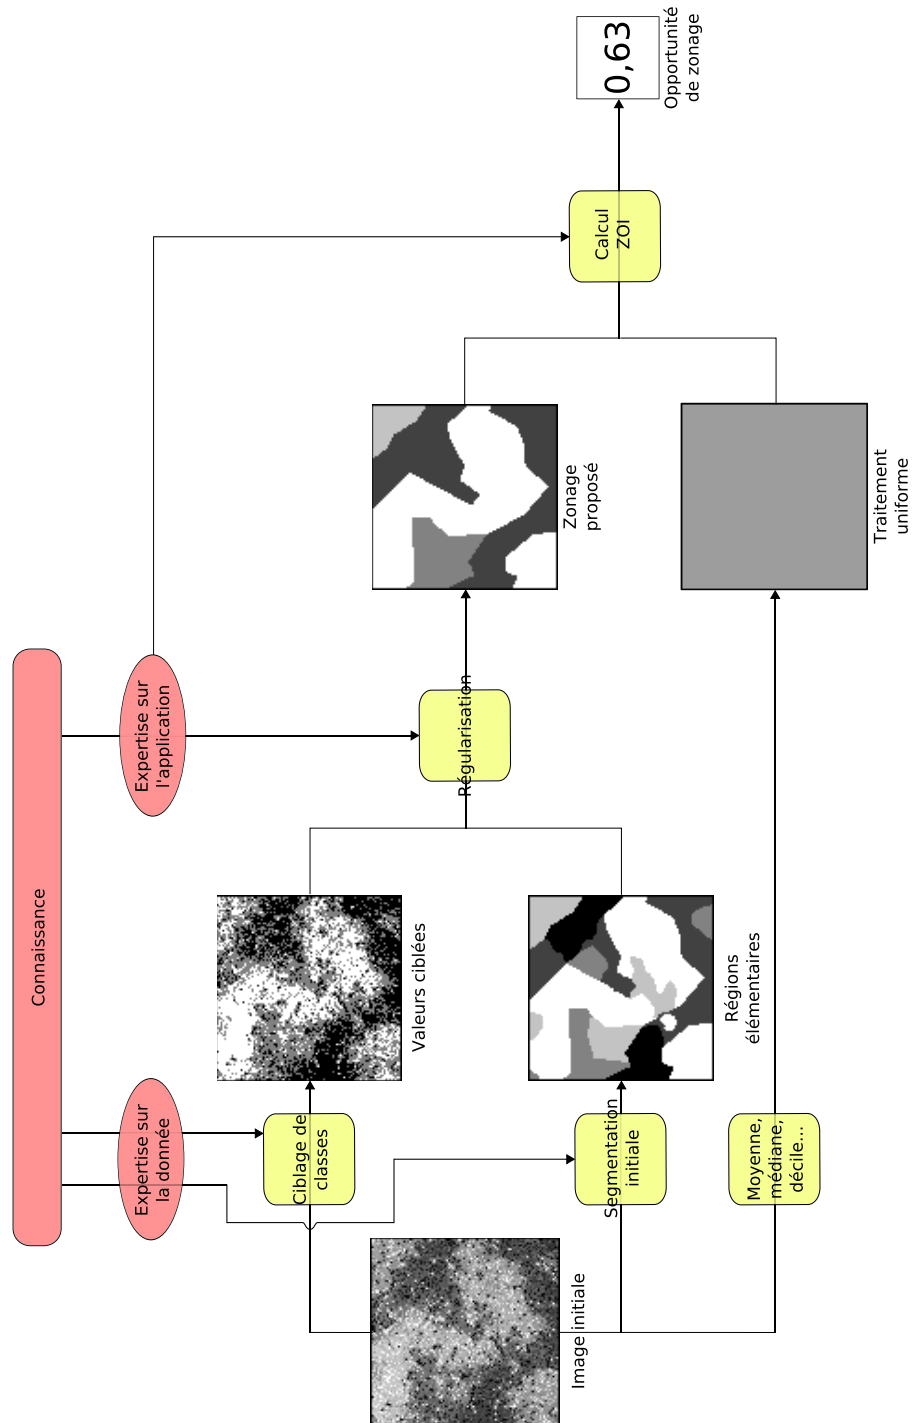 Connaissance
Expertise sur
la donnée
Expertise sur
l'application
Ciblage de
classes
Valeurs ciblées
Régularisation
Zonage
proposé
Calcul
ZOI
0,63
Opportunité
de zonage
Image initiale
Segmentation
initiale
Régions
élémentaires
Moyenne,
médiane,
décile...
Traitement
uniforme